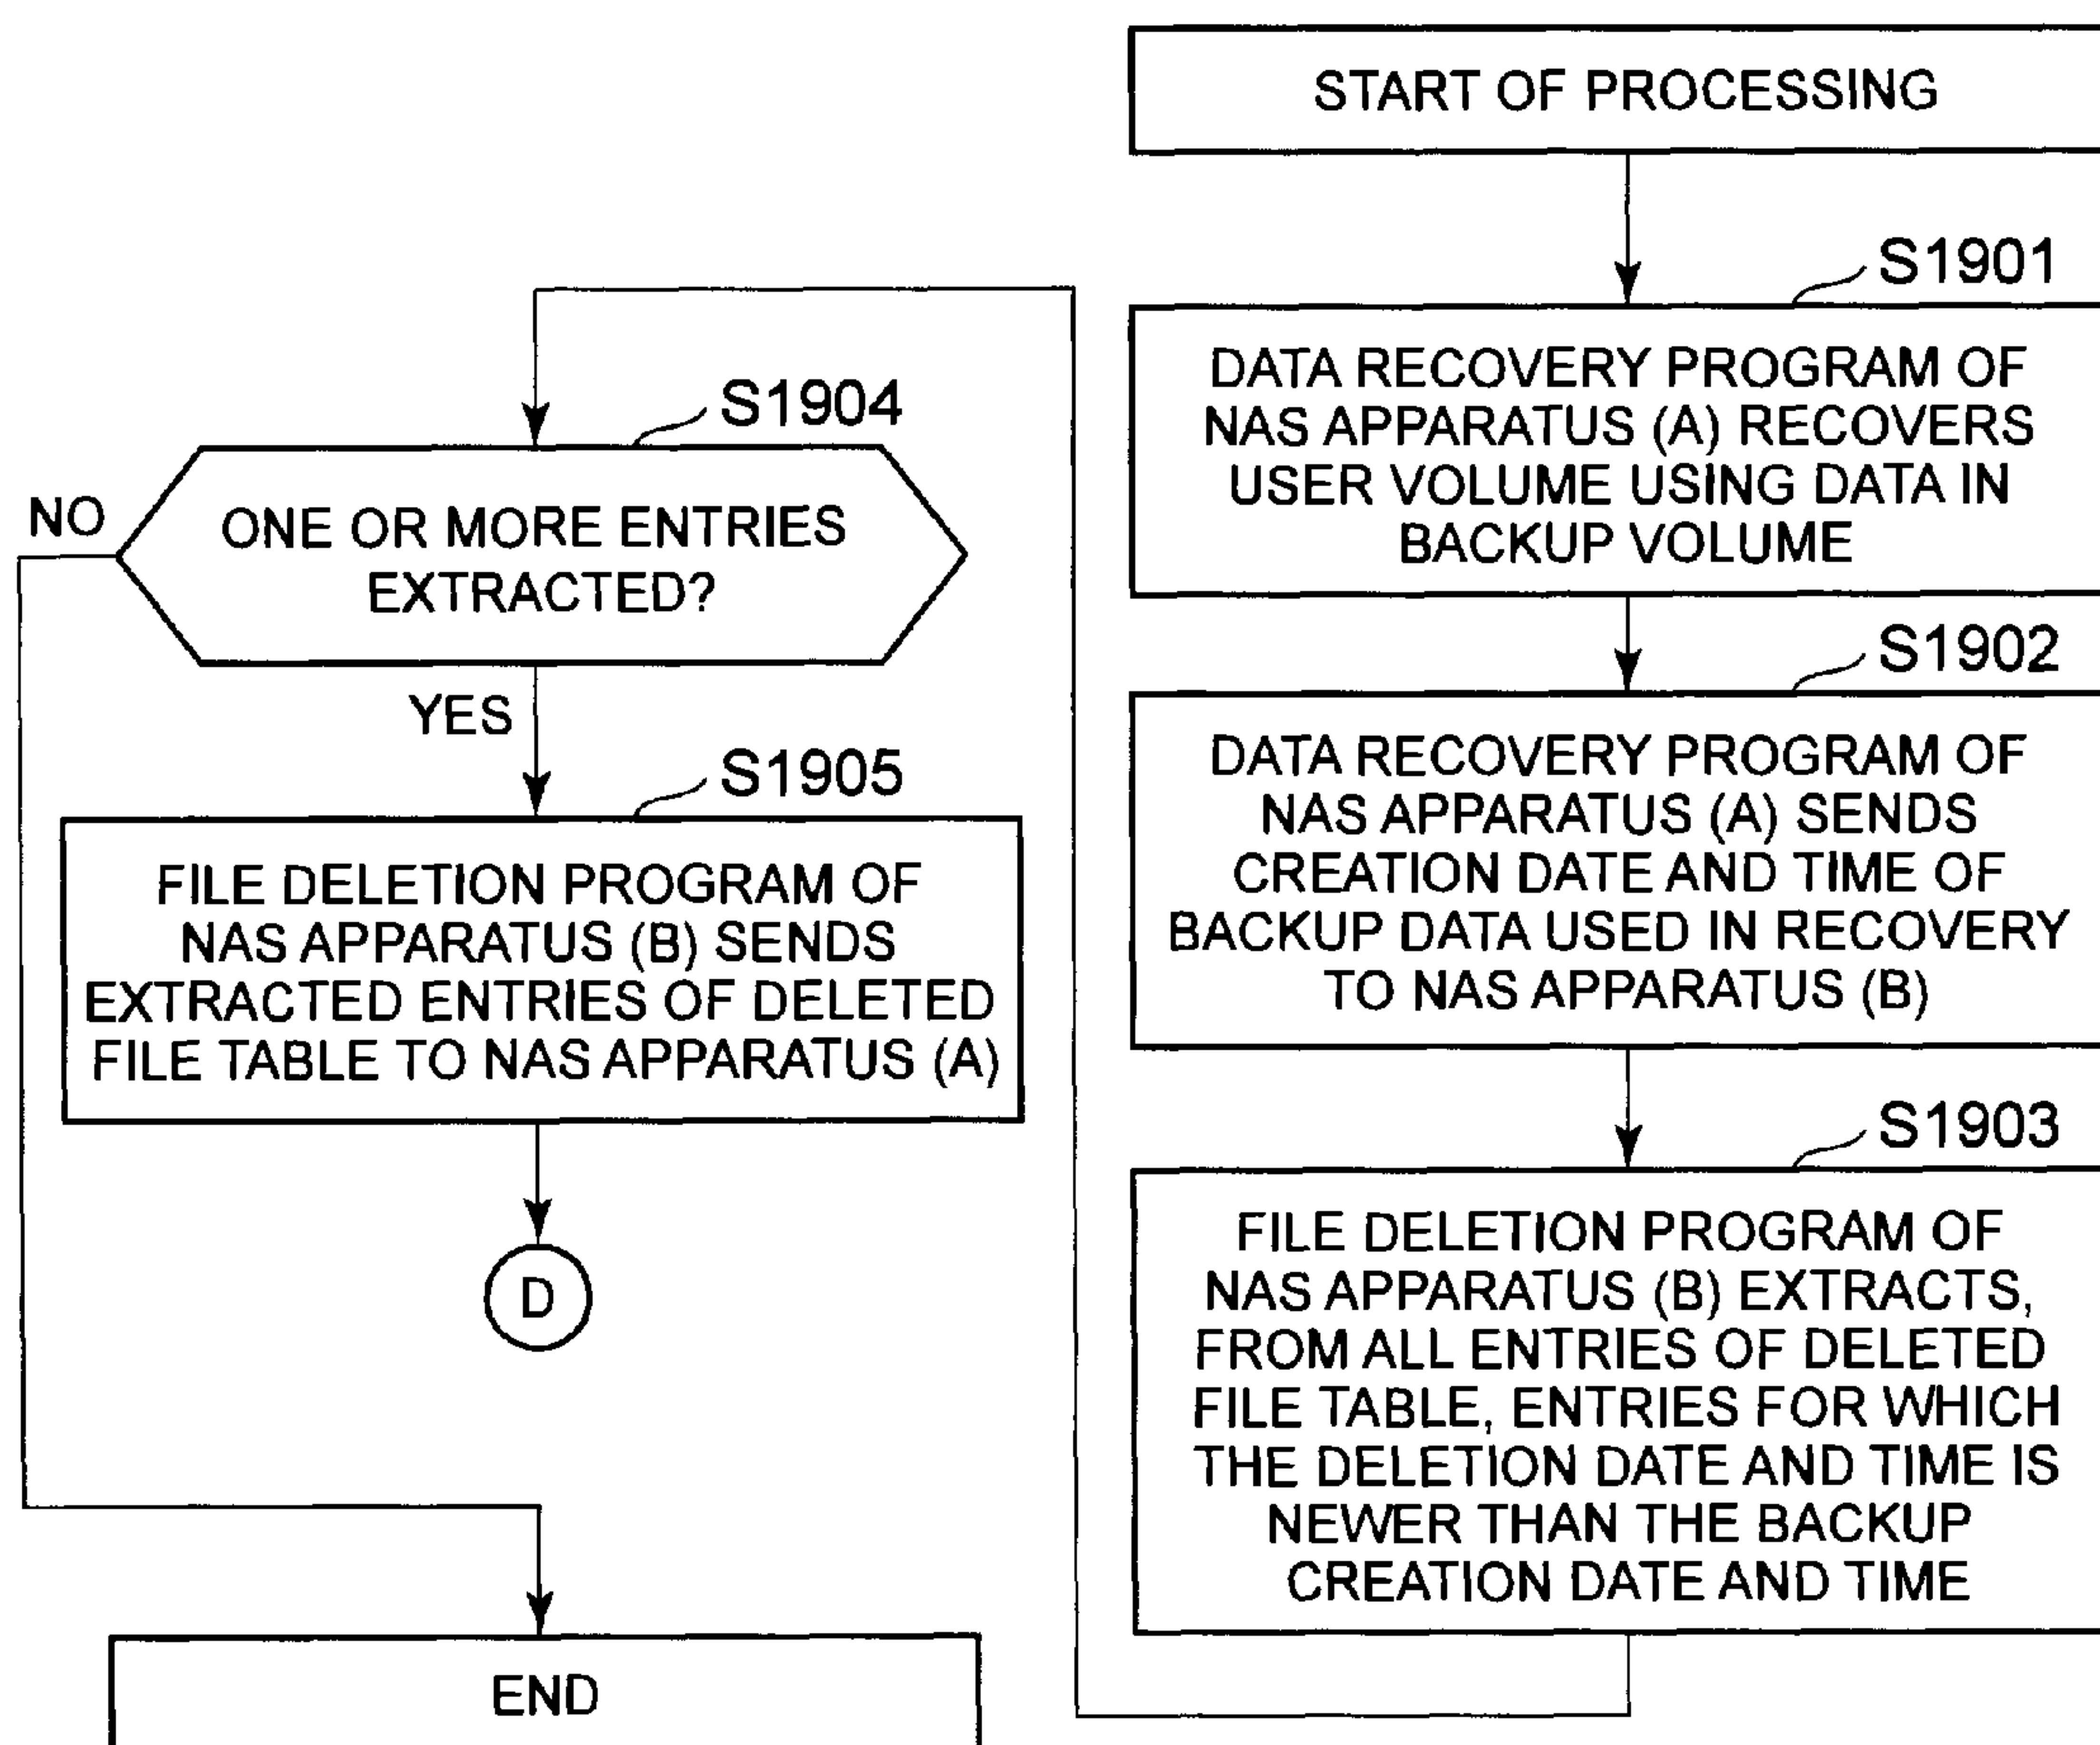 START OF PROCESSING
S1901
DATA RECOVERY PROGRAM OF
NAS APPARATUS (A) RECOVERS
USER VOLUME USING DATA IN
BACKUP VOLUME
S1902
DATA RECOVERY PROGRAM OF
NAS APPARATUS (A) SENDS
CREATION DATE AND TIME OF
BACKUP DATA USED IN RECOVERY
TO NAS APPARATUS (B)
S1903
FILE DELETION PROGRAM OF
NAS APPARATUS (B) EXTRACTS,
FROM ALL ENTRIES OF DELETED
FILE TABLE, ENTRIES FOR WHICH
THE DELETION DATE AND TIME IS
NEWER THAN THE BACKUP
CREATION DATE AND TIME
S1904
ONE OR MORE ENTRIES
EXTRACTED?
NO
YES
S1905
FILE DELETION PROGRAM OF
NAS APPARATUS (B) SENDS
EXTRACTED ENTRIES OF DELETED
FILE TABLE TO NAS APPARATUS (A)
D
END